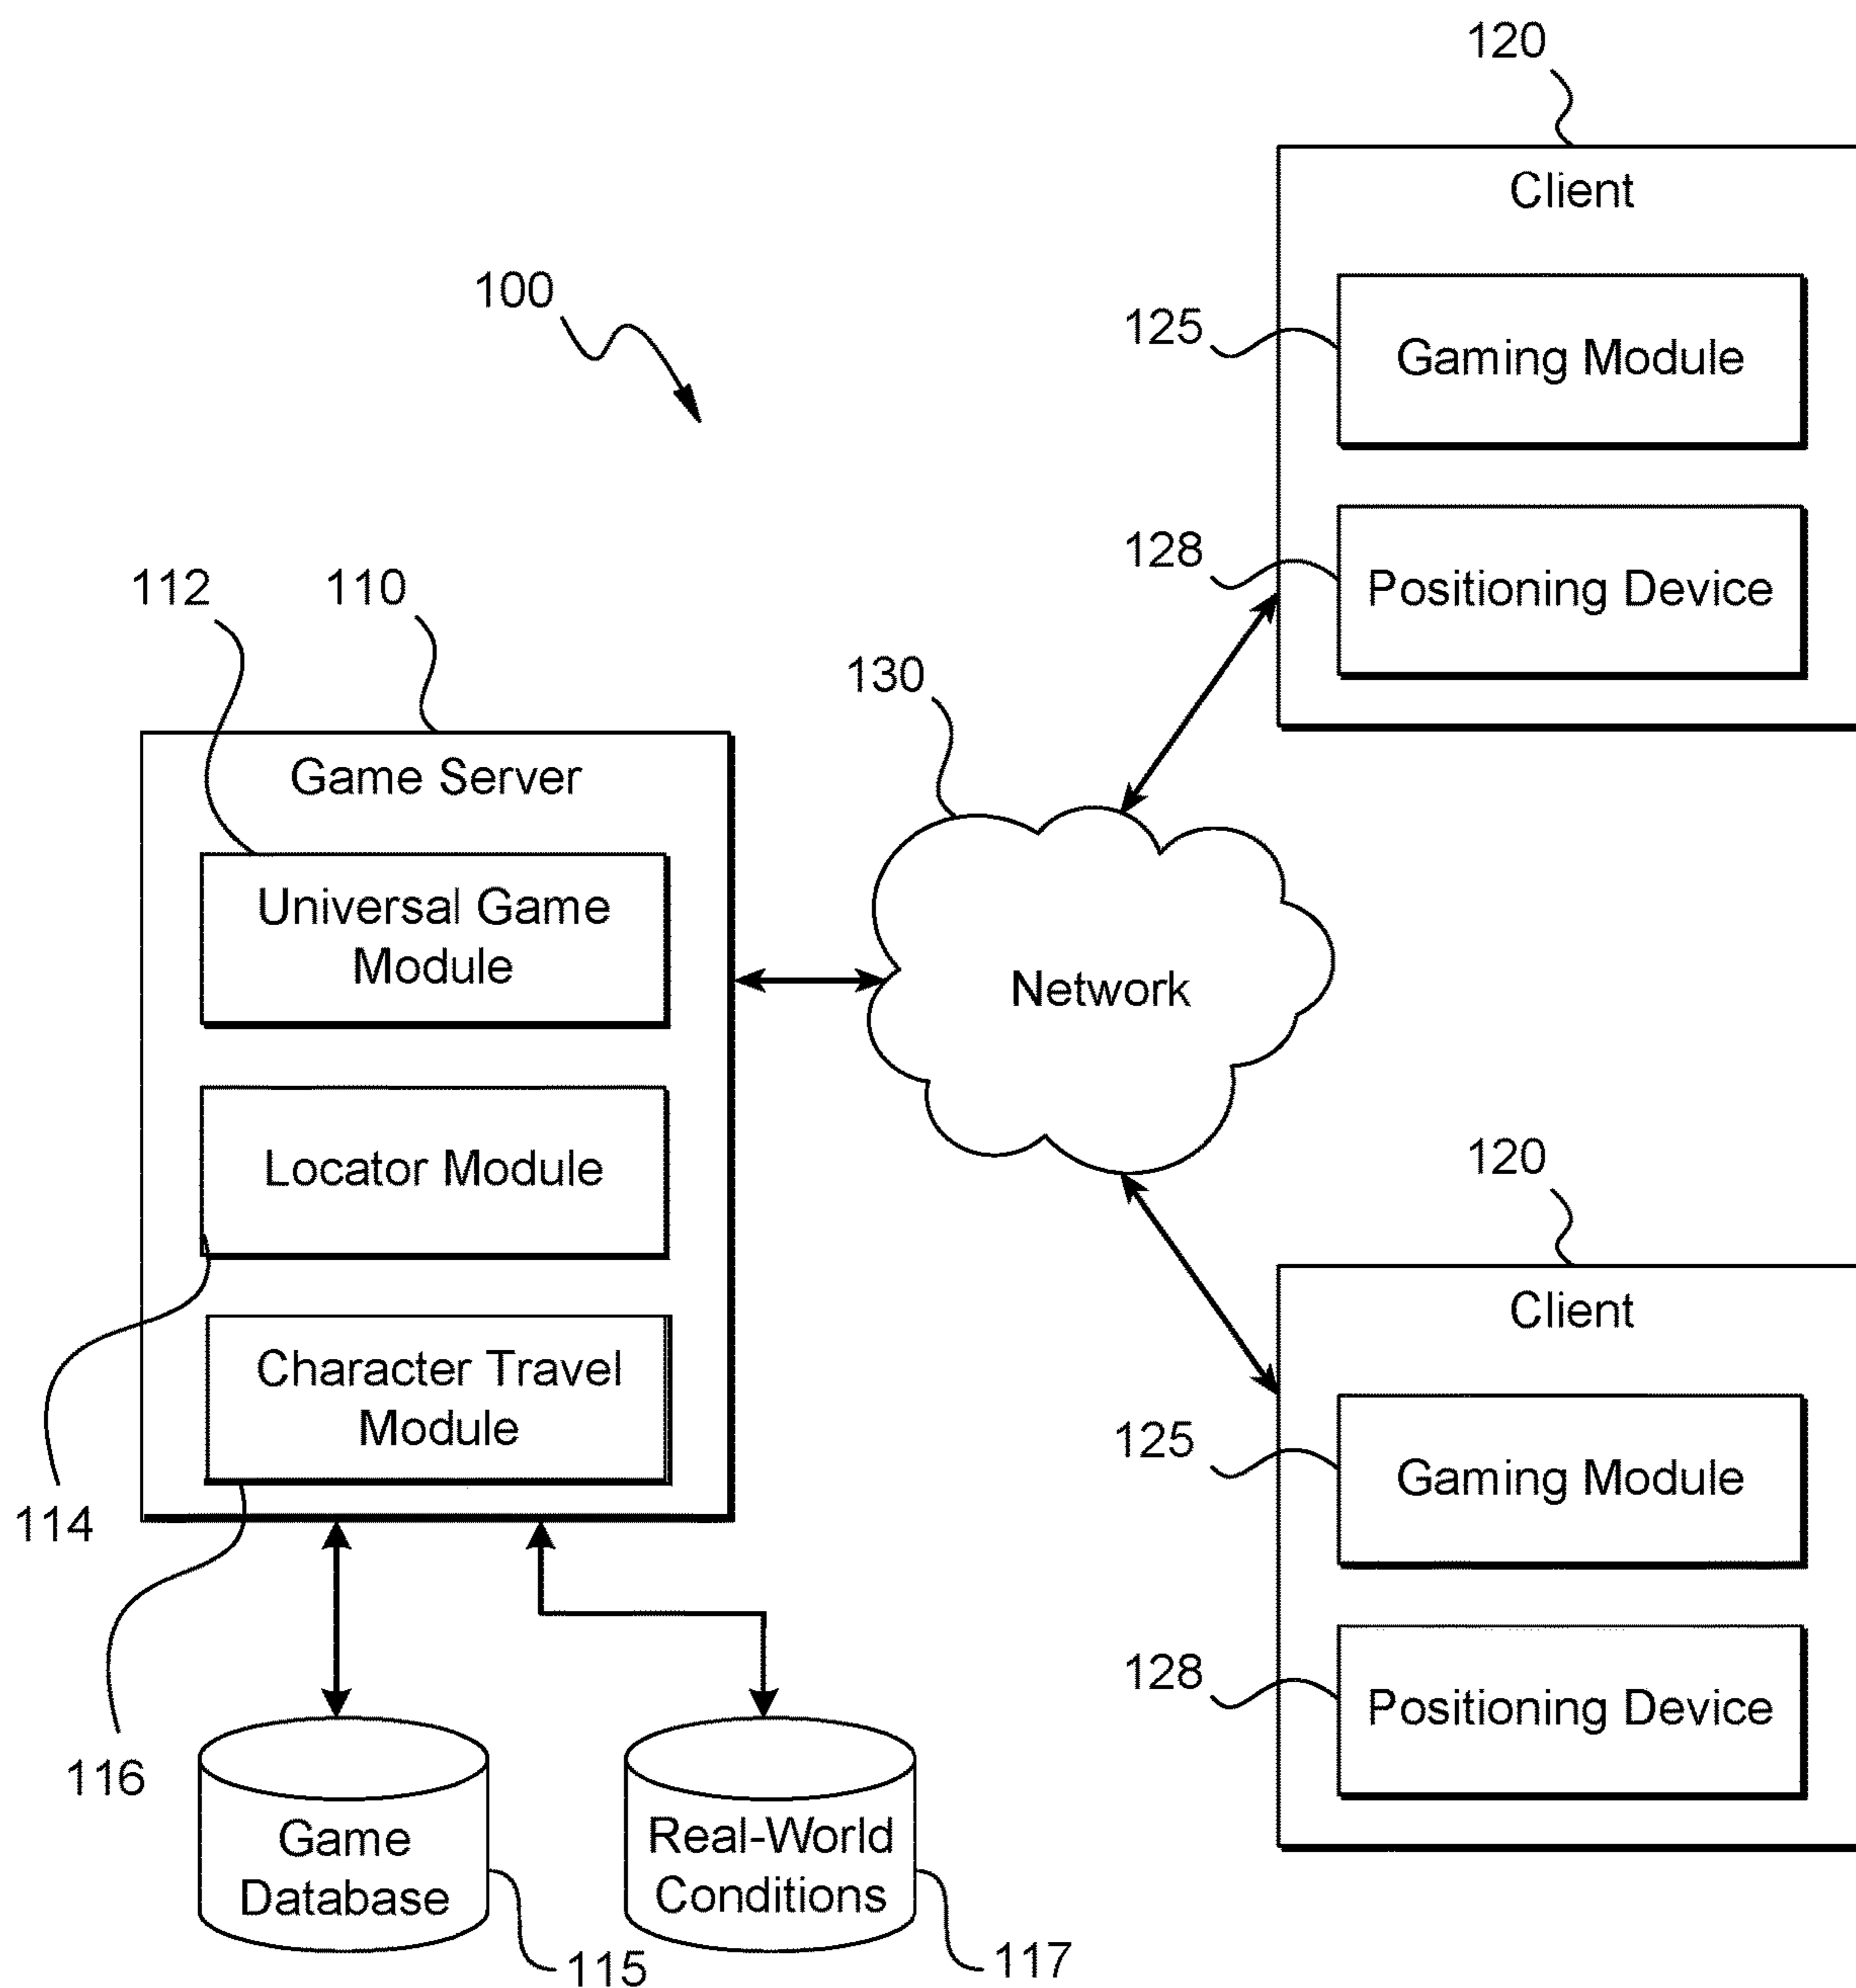 120
Client
100
125
Gaming Module
128
Positioning Device
112
110
130
Game Server
Universal Game
Module
Network
Locator Module
120
Client
Character Travel
Module
125
Gaming Module
114
128
Positioning Device
116
Game
Database
Real-World
Conditions
115
117